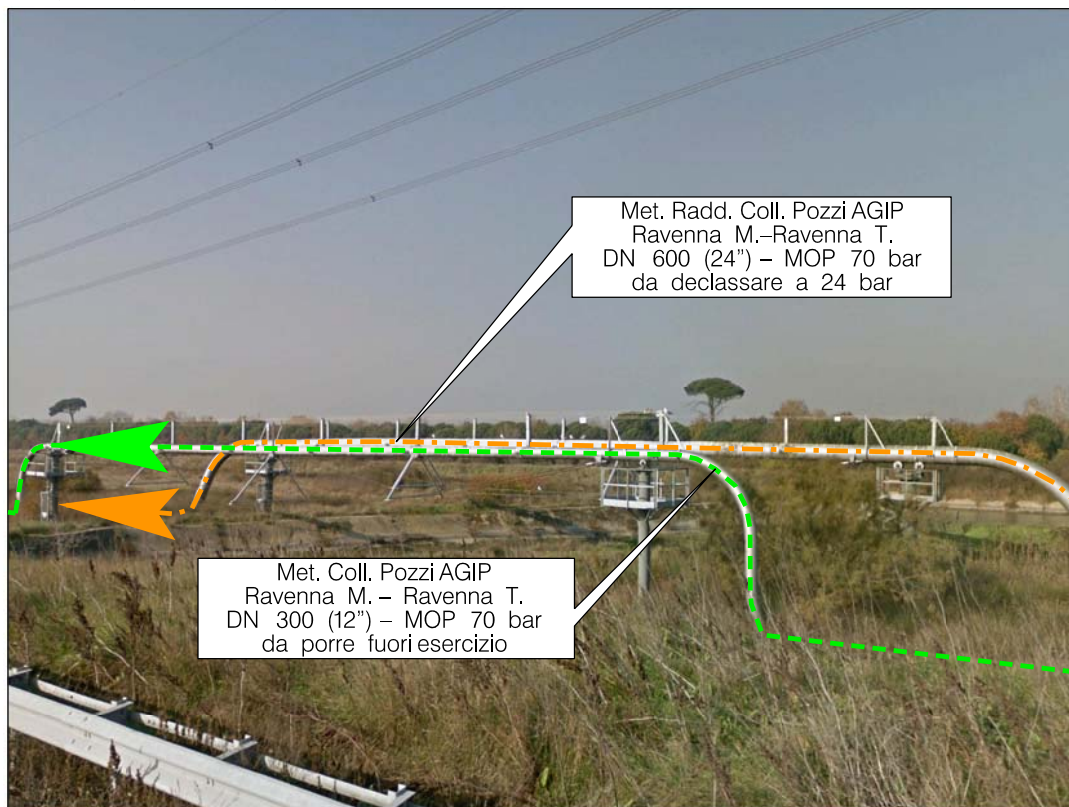 Met. Radd. Coll. Pozzi AGIP
Ravenna M.–Ravenna T.
DN 600 (24”) – MOP 70 bar
da declassare a 24 bar
Met. Coll. Pozzi AGIP
Ravenna M. – Ravenna T.
DN 300 (12”) – MOP 70 bar
da porre fuori esercizio